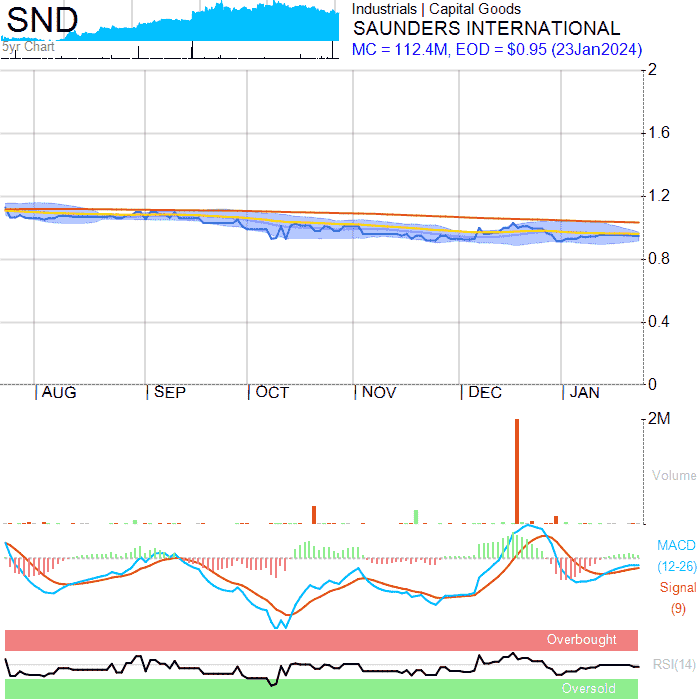 SND
5yr Chart
Industrials | Capital Goods
SAUNDERS INTERNATIONAL
MC = 112.4M, EOD = $0.95 (23Jan2024)
2
1.6
1.2
0.8
0.4
0
AUG SEP OCT NOV DEC JAN
2M
Volume
MACD
(12-26)
Signal
(9)
Overbought
RSI(14)
Oversold